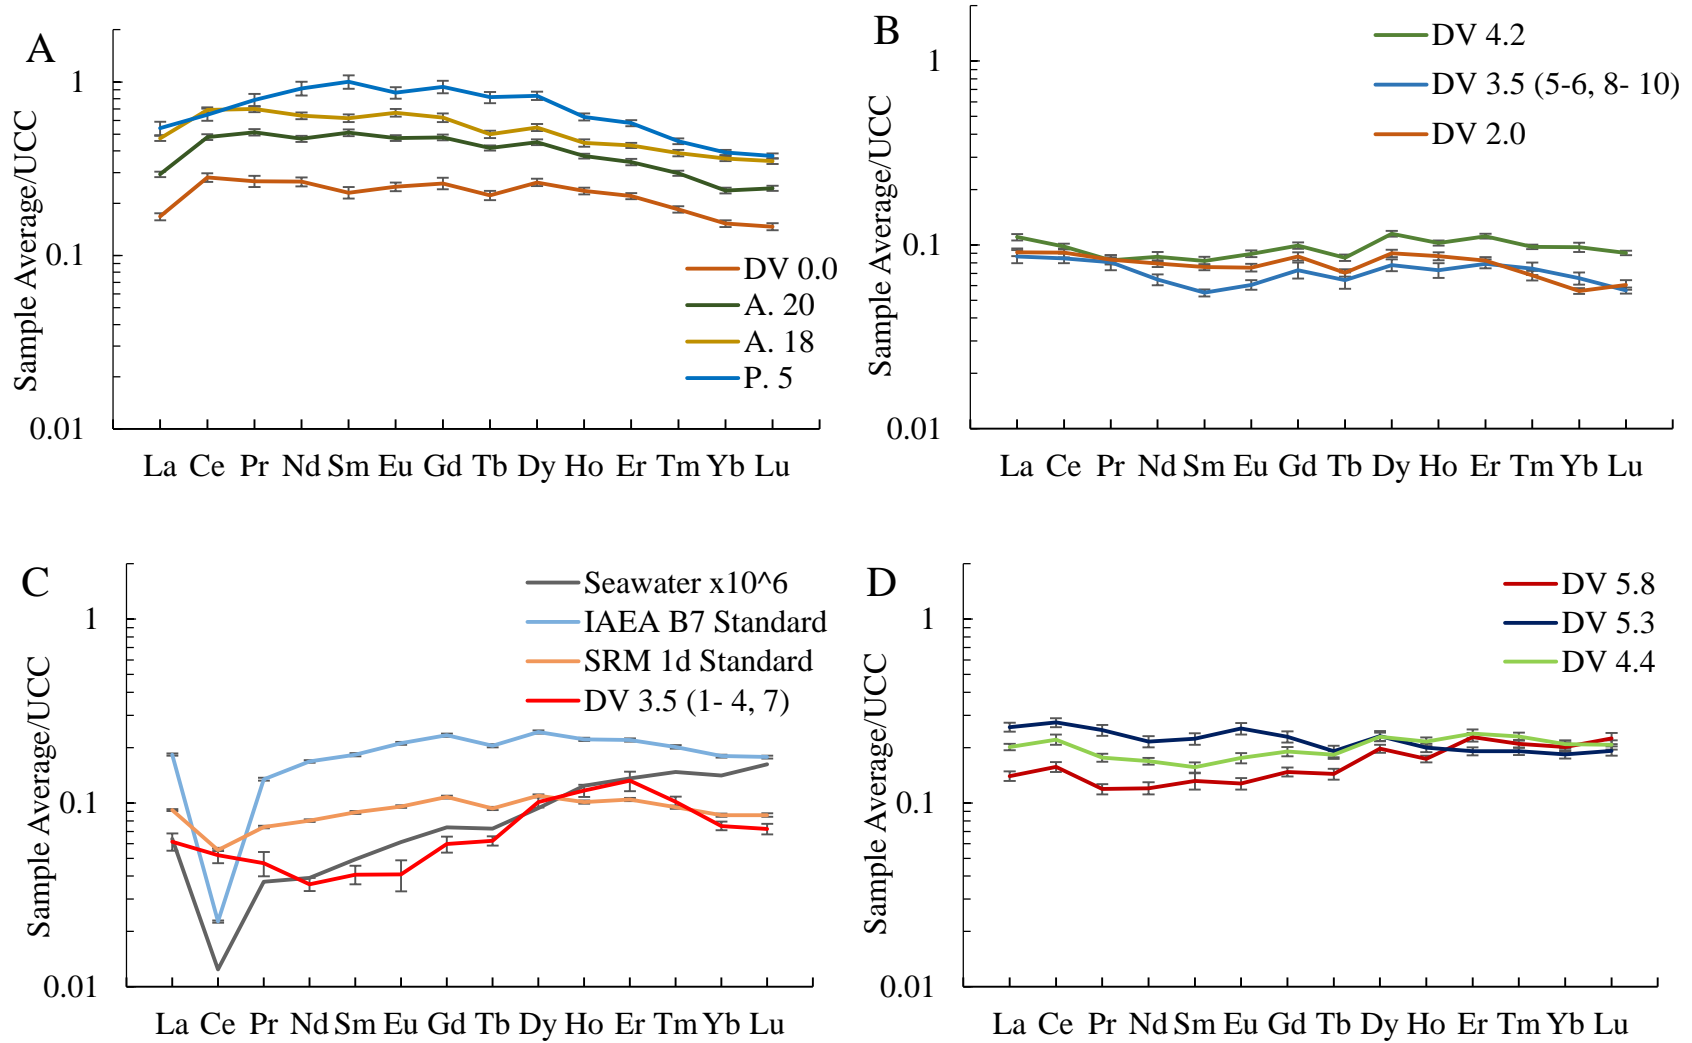 A
1
0.1
0.01
Sample Average/UCC
DV 0.0
A. 20
A. 18
P. 5
La Ce Pr Nd Sm Eu Gd Tb Dy Ho Er Tm Yb Lu
B
1
0.1
0.01
Sample Average/UCC
DV 4.2
DV 3.5 (5-6, 8- 10)
DV 2.0
La Ce Pr Nd Sm Eu Gd Tb Dy Ho Er Tm Yb Lu
C
1
0.1
0.01
Sample Average/UCC
Seawater x10^6
IAEA B7 Standard
SRM 1d Standard
DV 3.5 (1- 4, 7)
La Ce Pr Nd Sm Eu Gd Tb Dy Ho Er Tm Yb Lu
D
1
0.1
0.01
Sample Average/UCC
DV 5.8
DV 5.3
DV 4.4
La Ce Pr Nd Sm Eu Gd Tb Dy Ho Er Tm Yb Lu